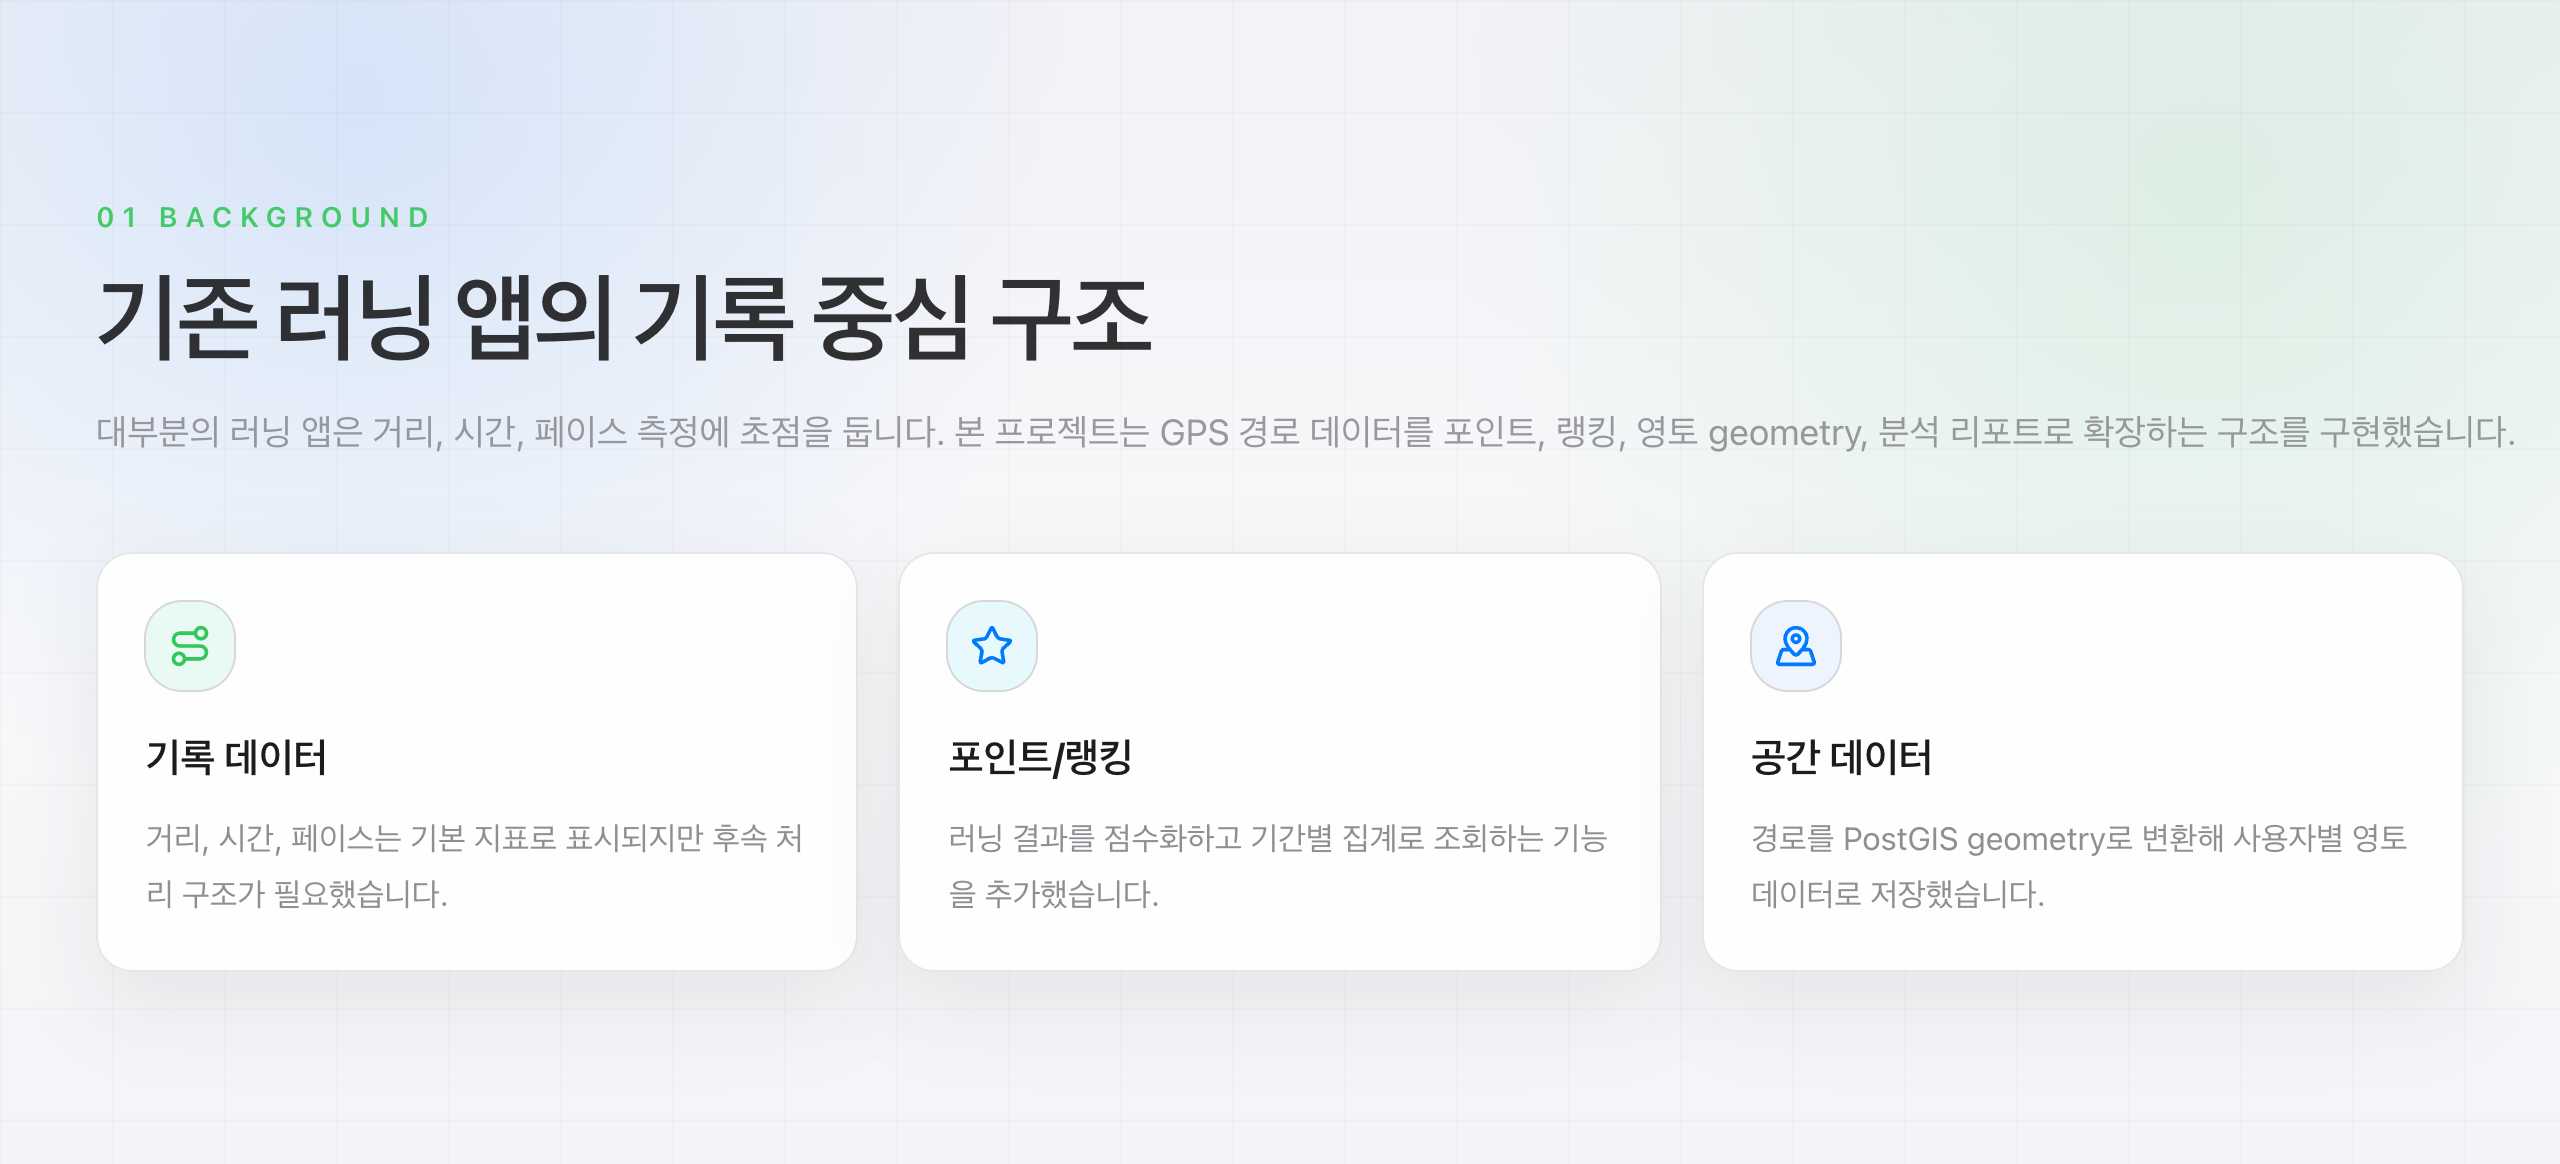 01 BACKGROUND
기존 러닝 앱의 기록 중심 구조
대부분의 러닝 앱은 거리, 시간, 페이스 측정에 초점을 둡니다. 본 프로젝트는 GPS 경로 데이터를 포인트, 랭킹, 영토 geometry, 분석 리포트로 확장하는 구조를 구현했습니다.
기록 데이터
거리, 시간, 페이스는 기본 지표로 표시되지만 후속 처
리 구조가 필요했습니다.
포인트/랭킹
러닝 결과를 점수화하고 기간별 집계로 조회하는 기능
을 추가했습니다.
공간 데이터
경로를 PostGIS geometry로 변환해 사용자별 영토
데이터로 저장했습니다.